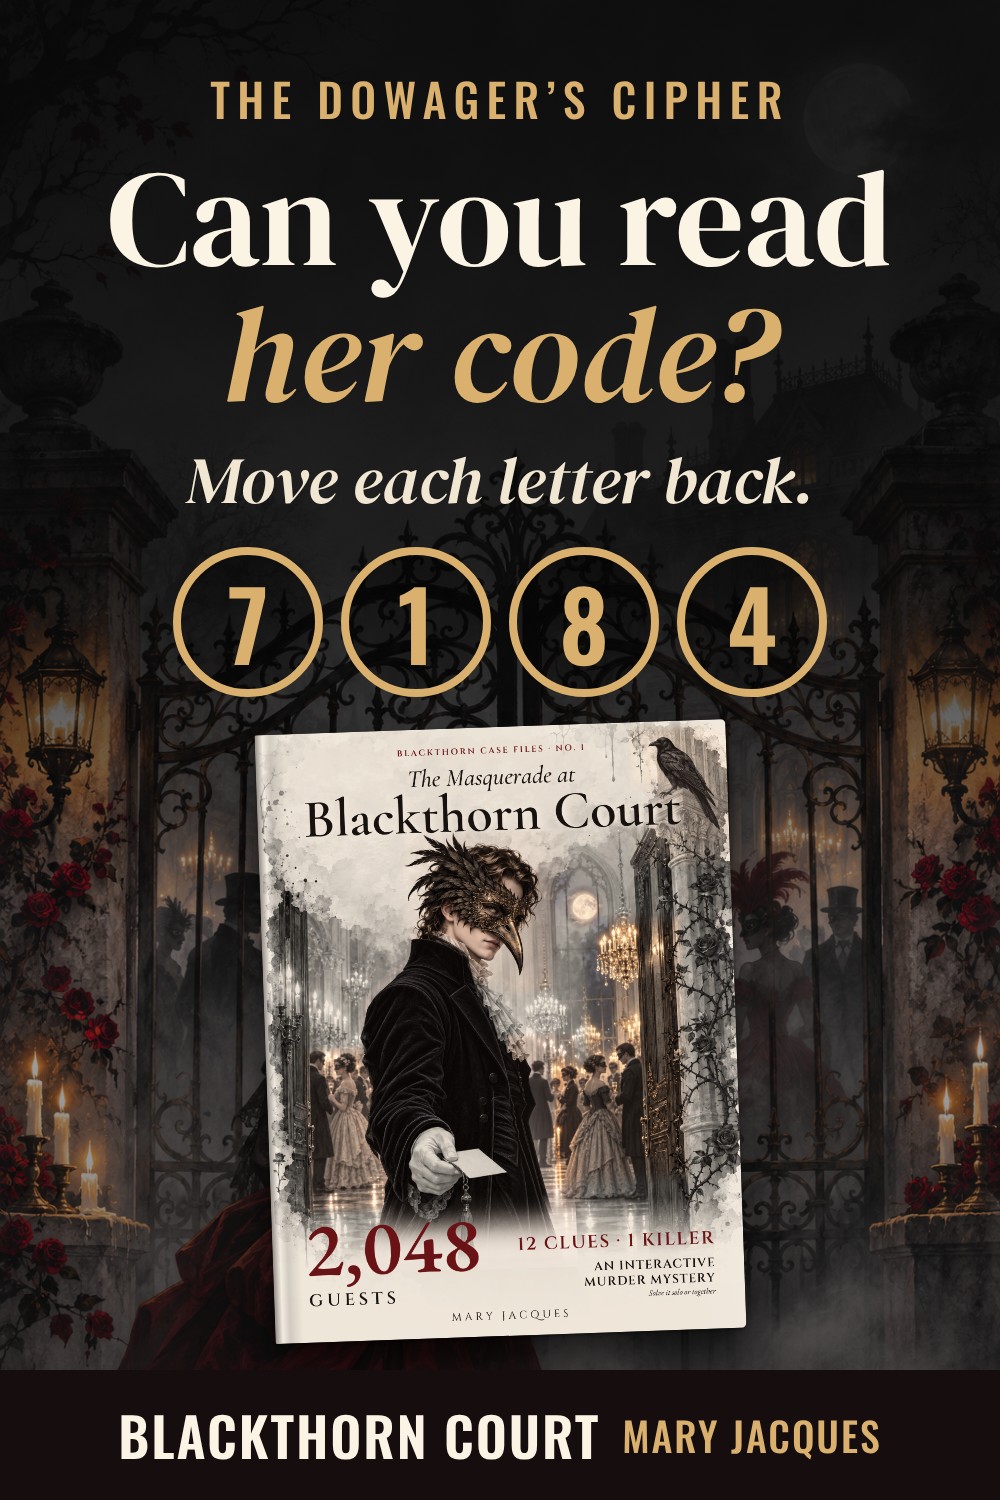 THE DOWAGER’S CIPHER
Can you read
her code?
Move each letter back.
7 1 8 4
BLACKTHORN CASE FILES · NO. 1
The Masquerade at
Blackthorn Court
2,048
GUESTS
12 CLUES · 1 KILLER
AN INTERACTIVE
MURDER MYSTERY
Solve it solo or together
MARY JACQUES
BLACKTHORN COURT MARY JACQUES